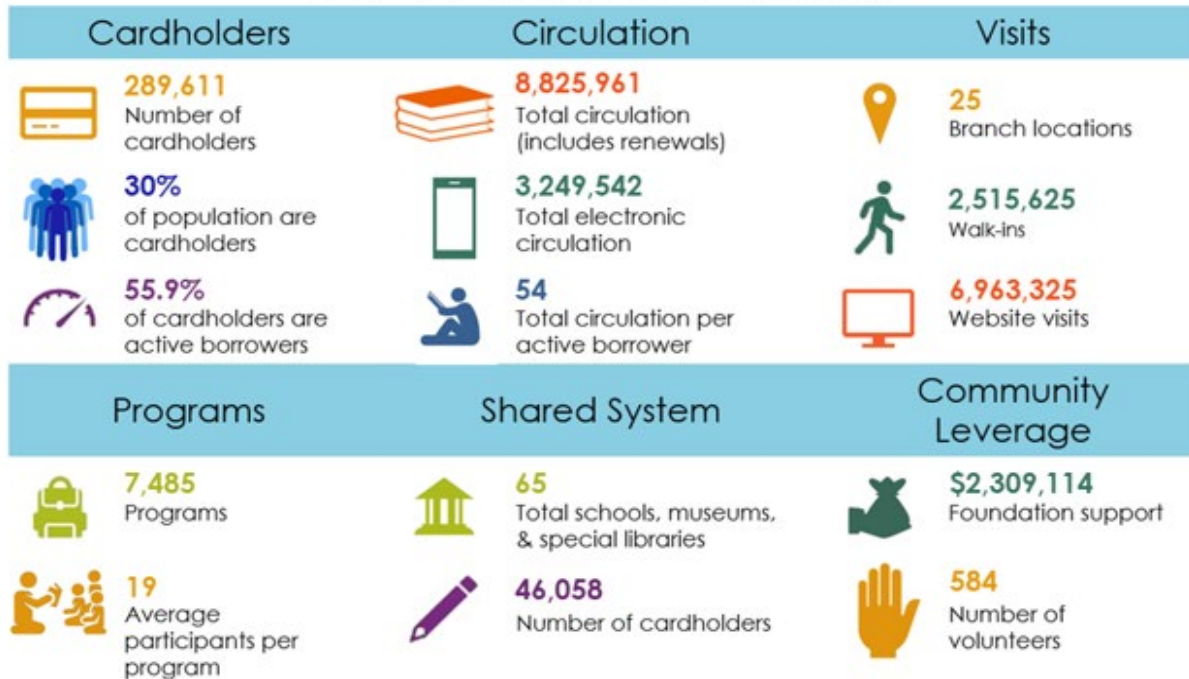 Cardholders
Circulation
Visits
289,611
Number of
cardholders
8,825,961
Total circulation
(includes renewals)
25
Branch locations
30%
of population are
cardholders
3,249,542
Total electronic
circulation
2,515,625
Walk-ins
55.9%
of cardholders are
active borrowers
54
Total circulation per
active borrower
6,963,325
Website visits
Programs
Shared System
Community
Leverage
7,485
Programs
65
Total schools, museums,
& special libraries
$2,309,114
Foundation support
19
Average
participants per
program
46,058
Number of cardholders
584
Number of
volunteers